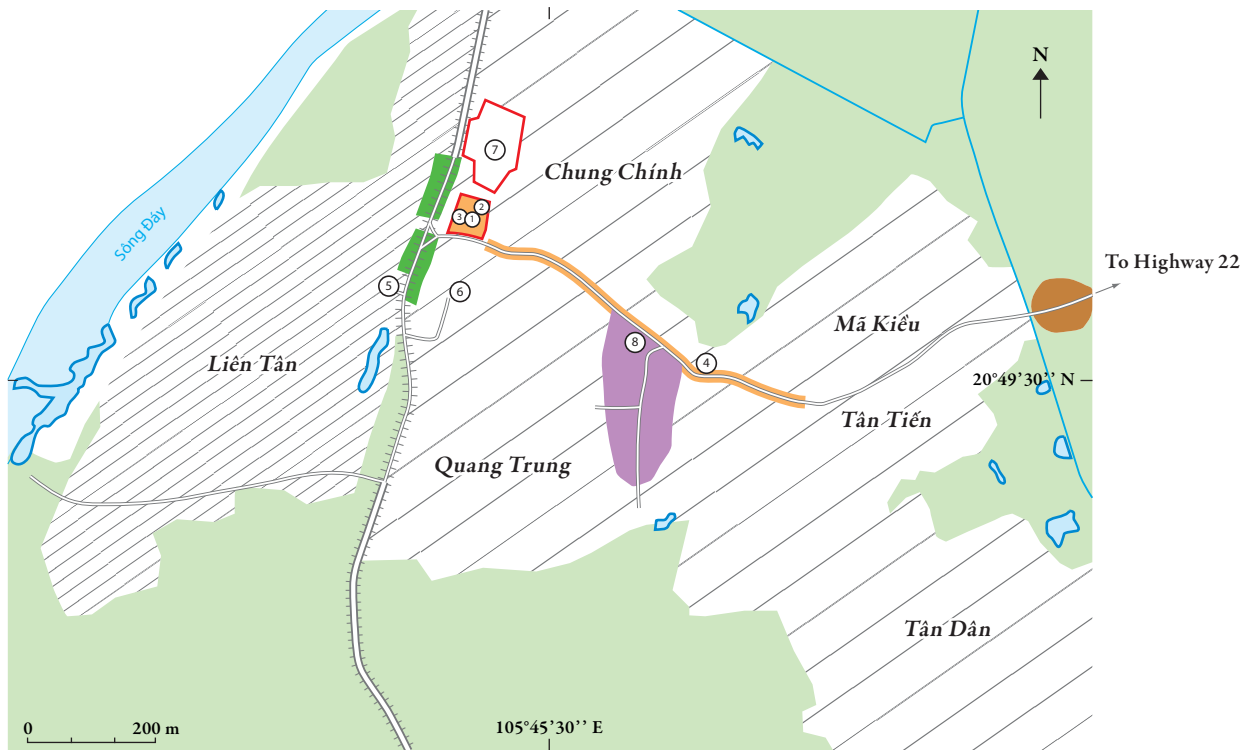 N
7
Chung Chính
2
3
1
Sông Đáy
To Highway 22
5
6
Mã Kiều
8
4
Liên Tân
20°49’30’’ N
Tân Tiến
Quang Trung
Tân Dân
0 200 m
105°45’30’’ E